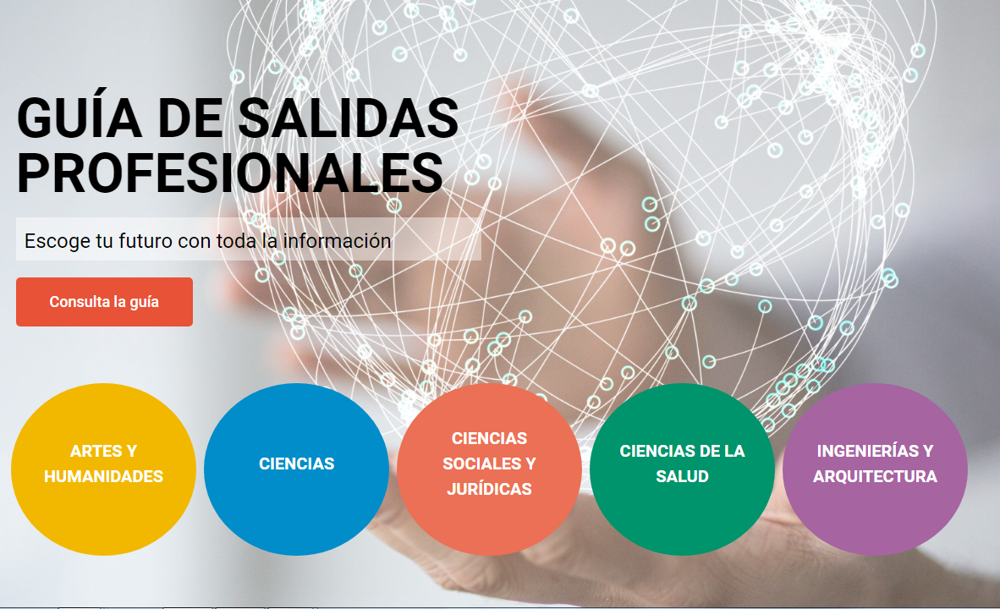 GUÍA DE SALIDAS
PROFESIONALES
Escoge tu futuro con toda la información
Consulta la guía
ARTES Y
HUMANIDADES
CIENCIAS
CIENCIAS
SOCIALES Y
JURÍDICAS
CIENCIAS DE LA
SALUD
INGENIERÍAS Y
ARQUITECTURA